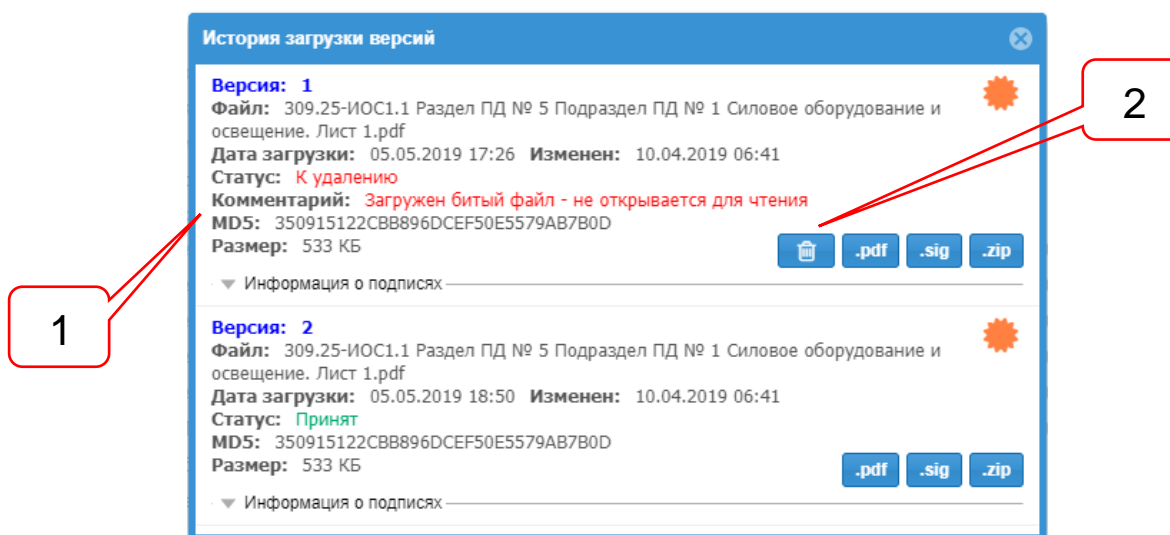 История загрузки версий
Версия: 1
Файл: 309.25-ИОС1.1 Раздел ПД № 5 Подраздел ПД № 1 Силовое оборудование и
освещение. Лист 1.pdf
Дата загрузки: 05.05.2019 17:26 Изменен: 10.04.2019 06:41
Статус: К удалению
Комментарий: Загружен битый файл - не открывается для чтения
MD5: 350915122CBB896DCEF50E5579AB7B0D
Размер: 533 КБ
.pdf .sig .zip
Информация о подписях
2
1
Версия: 2
Файл: 309.25-ИОС1.1 Раздел ПД № 5 Подраздел ПД № 1 Силовое оборудование и
освещение. Лист 1.pdf
Дата загрузки: 05.05.2019 18:50 Изменен: 10.04.2019 06:41
Статус: Принят
MD5: 350915122CBB896DCEF50E5579AB7B0D
Размер: 533 КБ
.pdf .sig .zip
Информация о подписях